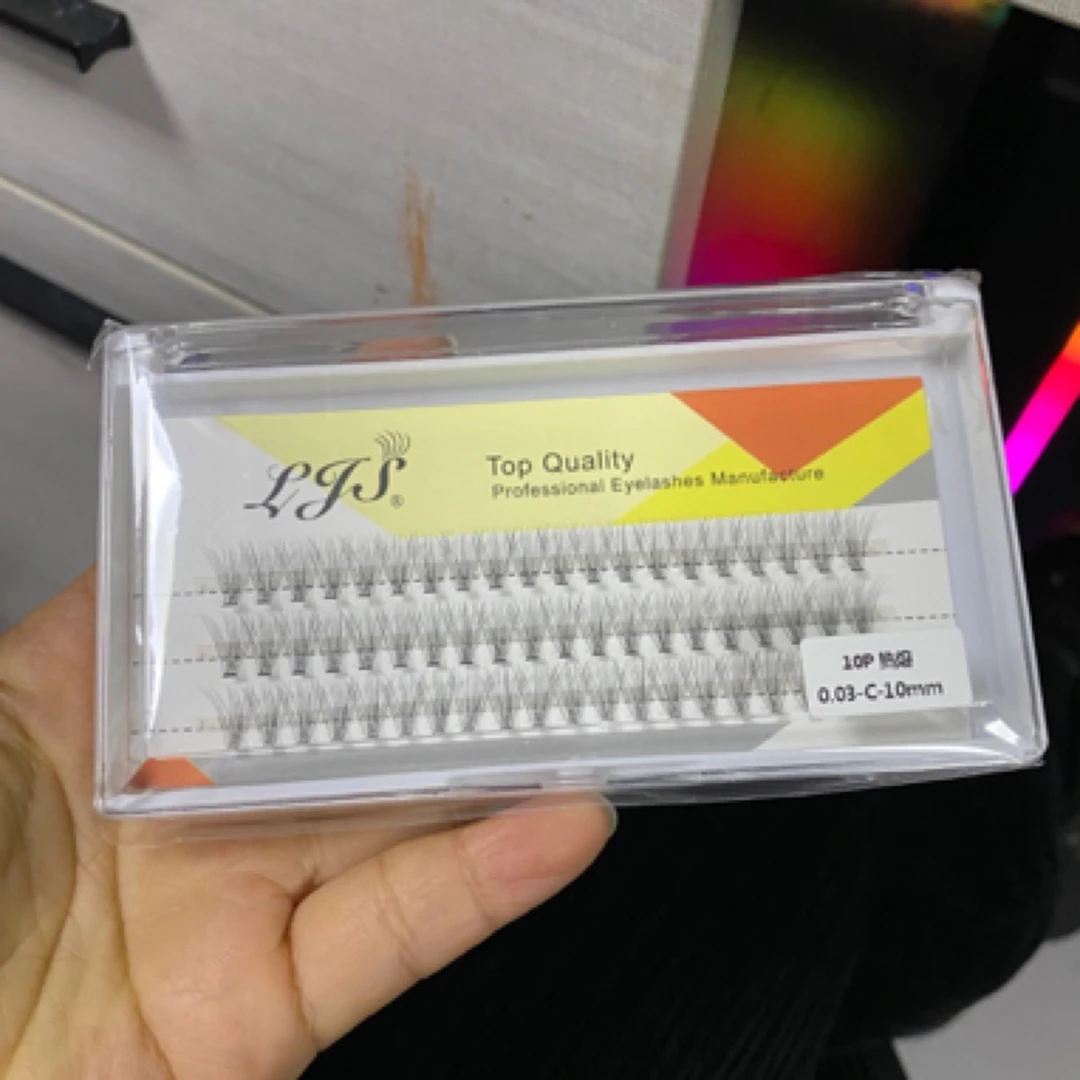 LJS®
Top Quality
Professional Eyelashes Manufacture
10P 热熔
0.03-C-10mm